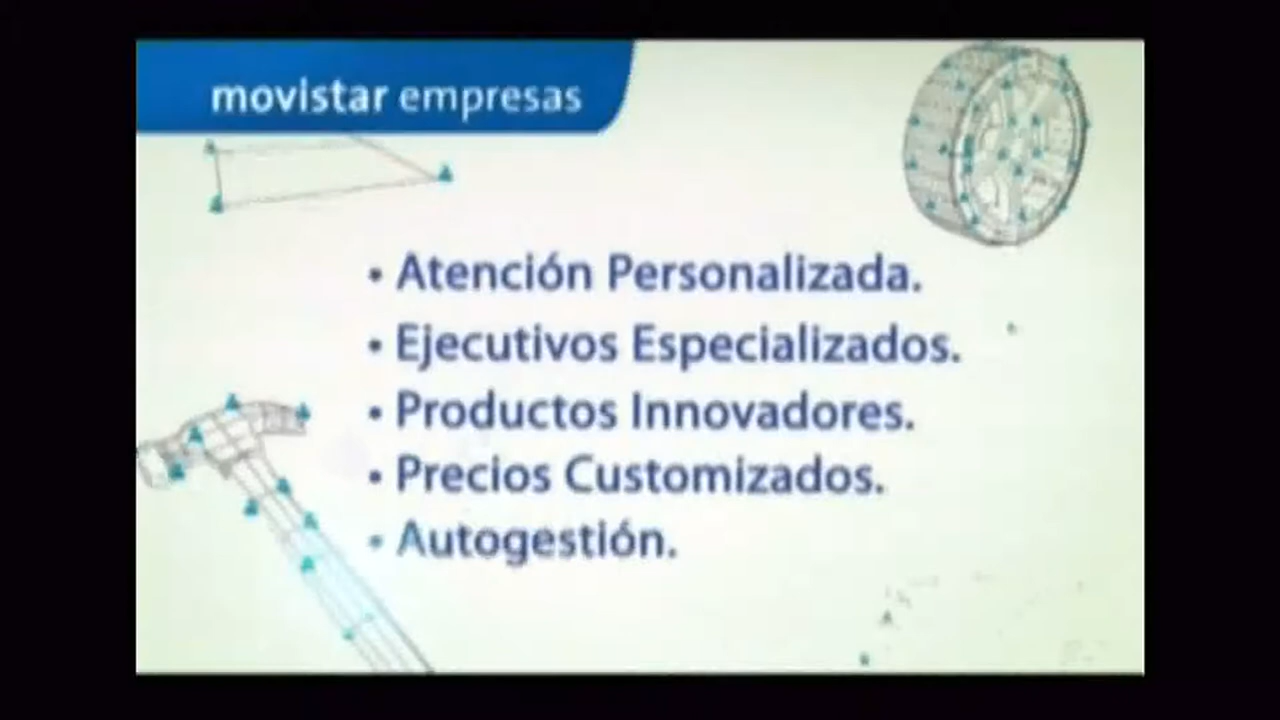 movistar empresas
• Atención Personalizada.
• Ejecutivos Especializados.
• Productos Innovadores.
• Precios Customizados.
• Autogestión.